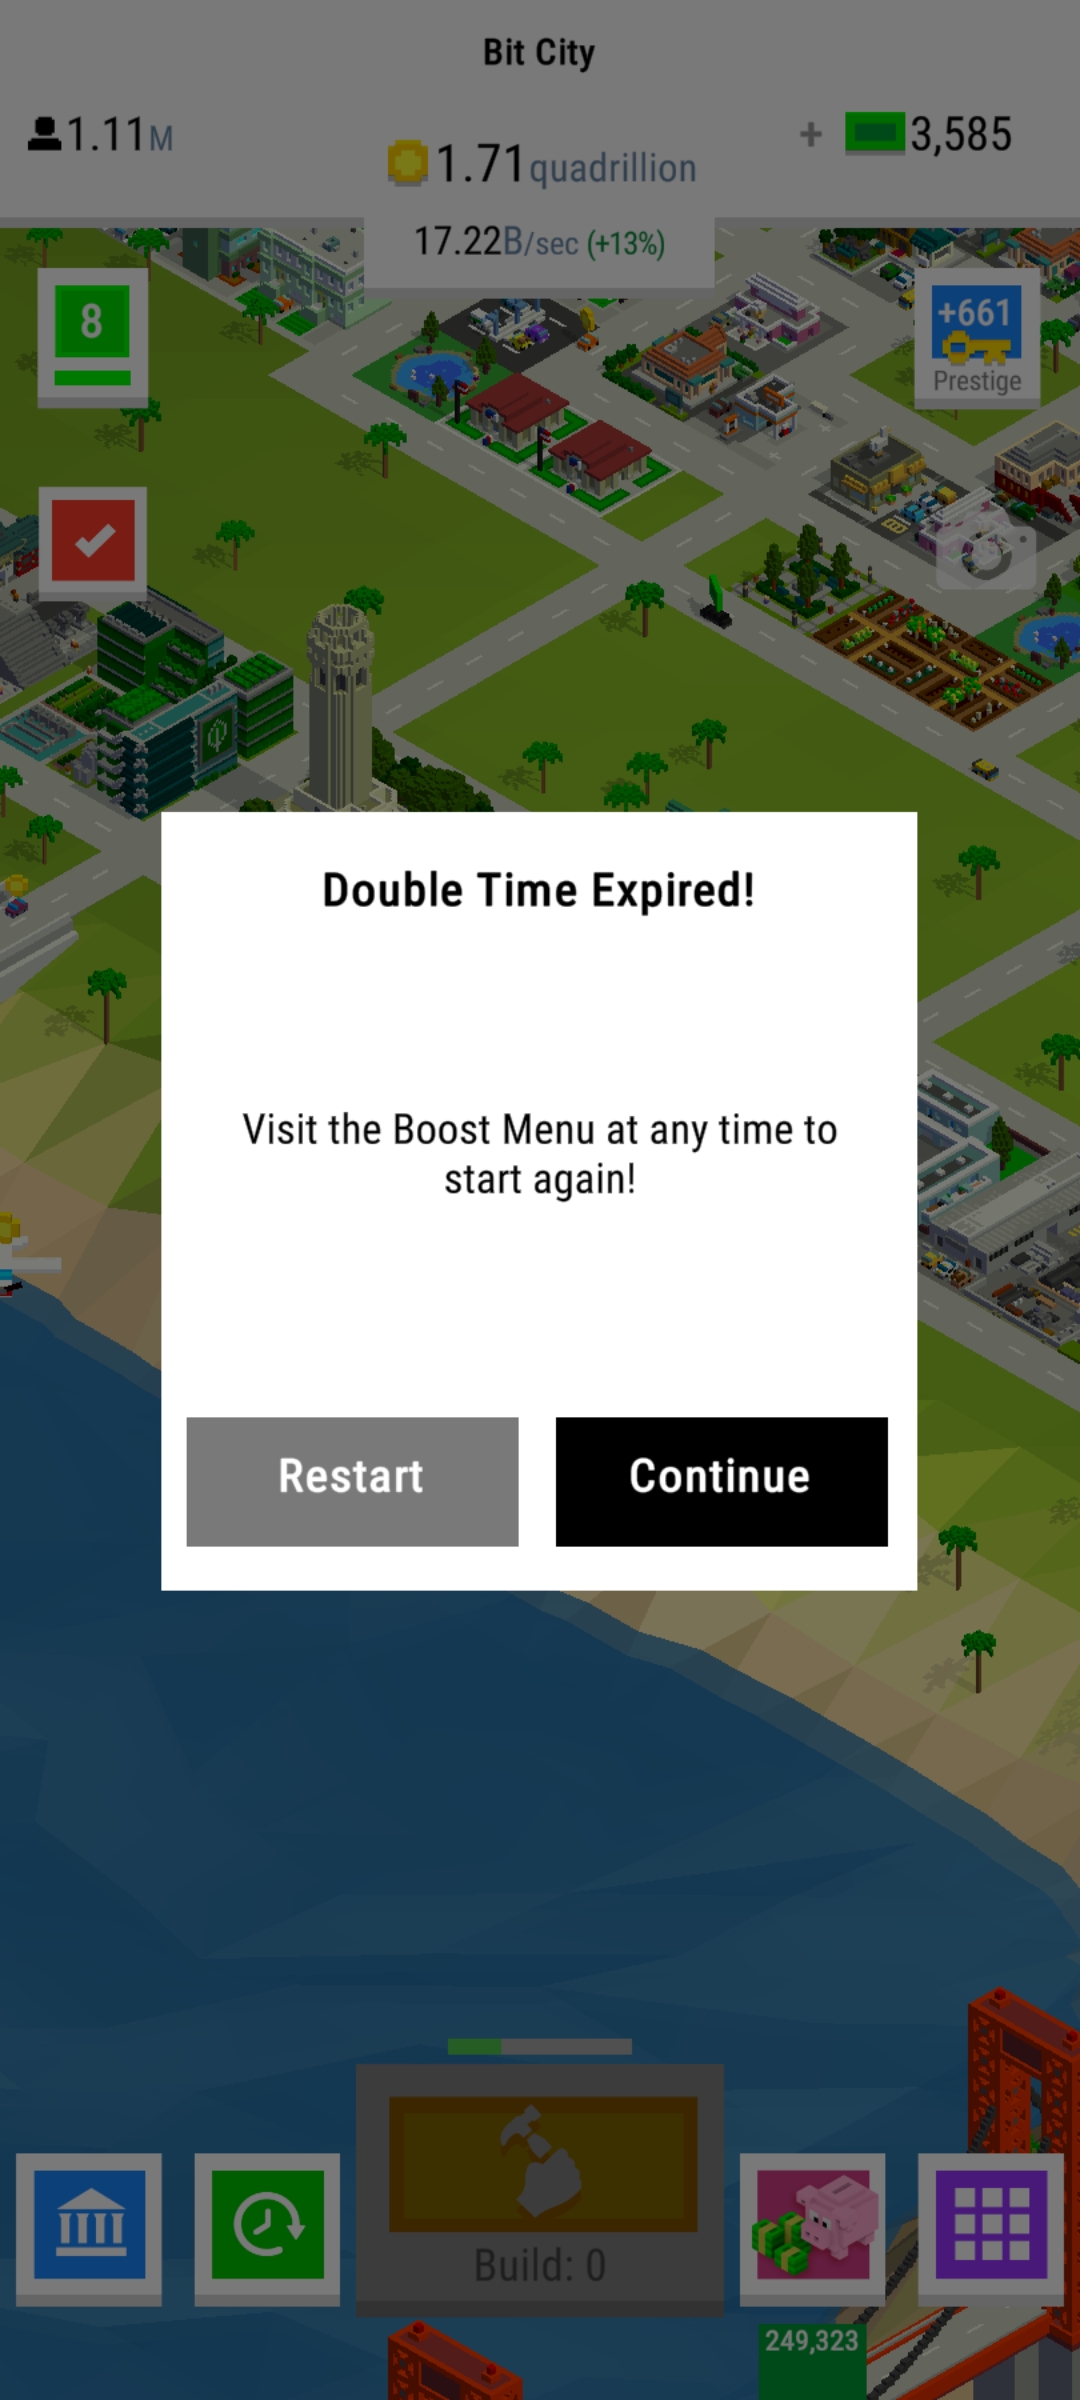 Bit City
1.11M
1.71quadrillion
+ 3,585
17.22B/sec (+13%)
8
+661
Prestige
Double Time Expired!
Visit the Boost Menu at any time to
start again!
Restart
Continue
Build: 0
249,323